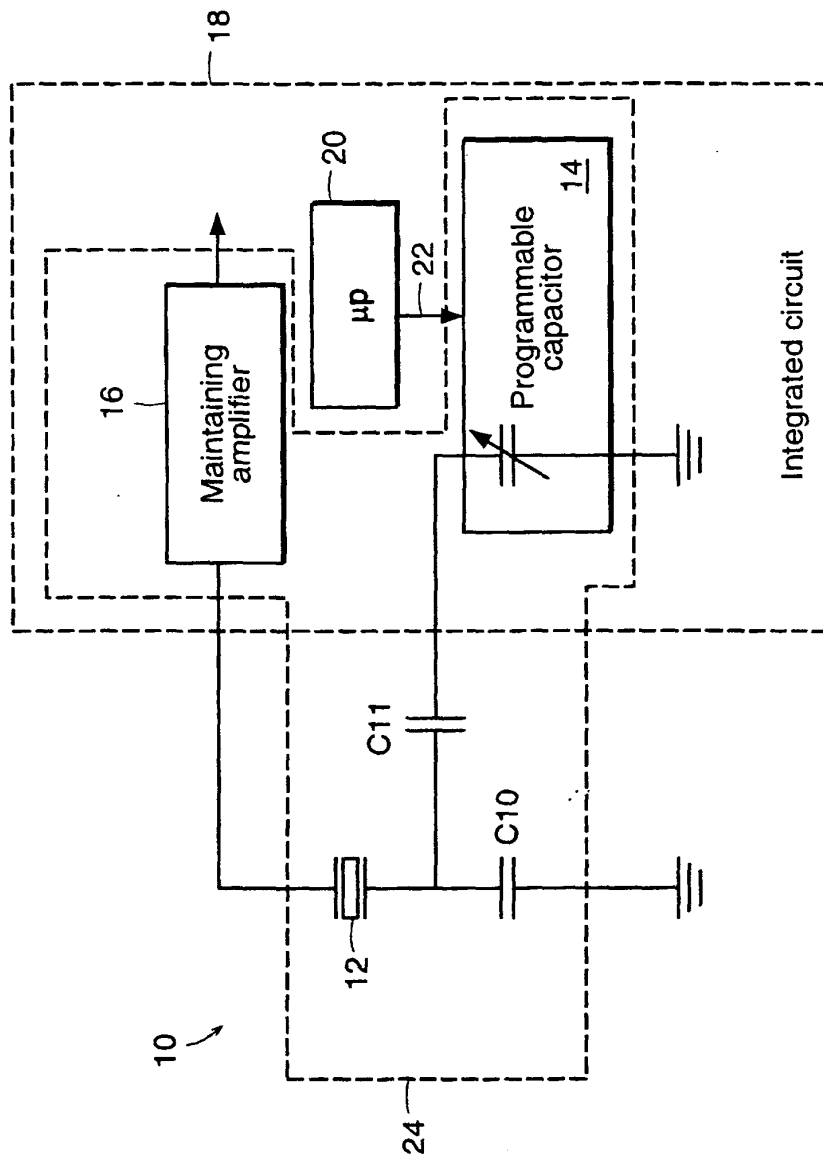 18
16
Maintaining
amplifier
20
µp
22
Programmable
capacitor
14
C11
12
C10
10
24
Integrated circuit